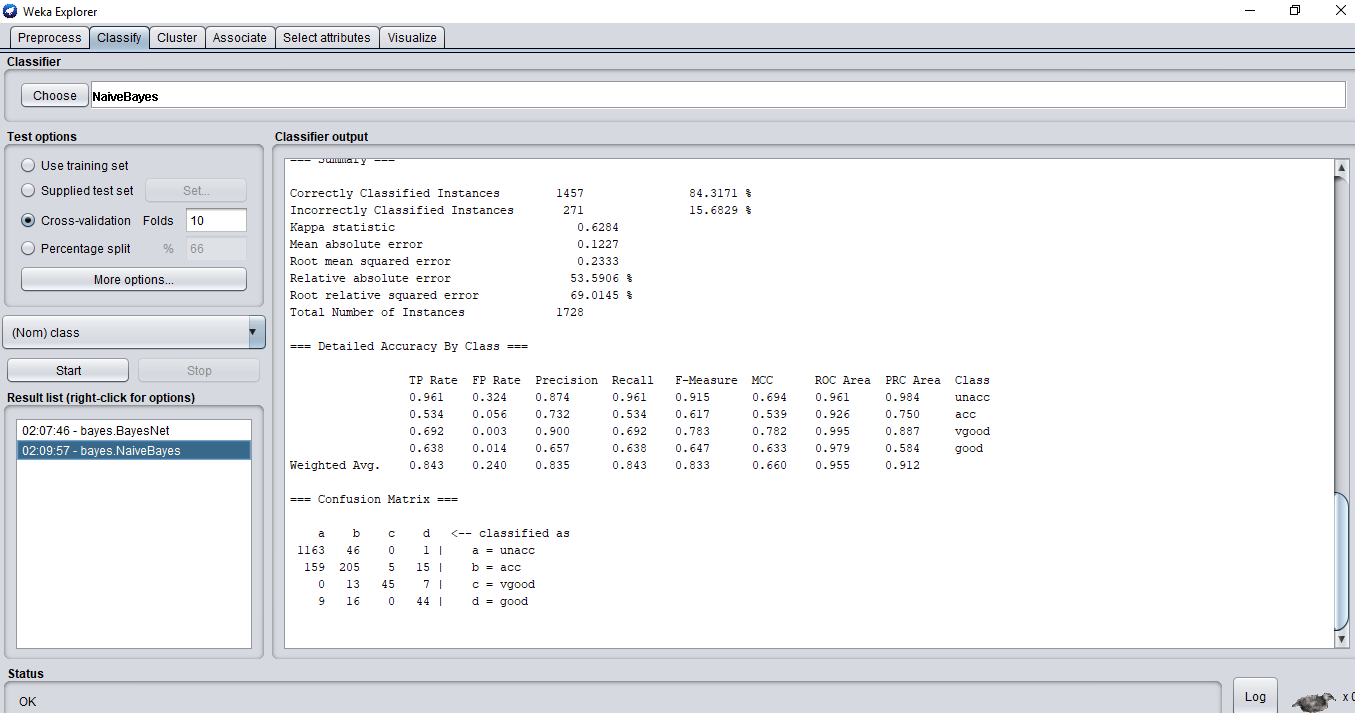 Weka Explorer
Preprocess Classify Cluster Associate Select attributes Visualize
Classifier
Choose NaiveBayes
Test options
Use training set
Supplied test set Set...
Cross-validation Folds 10
Percentage split % 66
More options...
(Nom) class
Start Stop
Result list (right-click for options)
02:07:46 - bayes.BayesNet
02:09:57 - bayes.NaiveBayes
Classifier output
=== Summary ===
Correctly Classified Instances 1457 84.3171 %
Incorrectly Classified Instances 271 15.6829 %
Kappa statistic 0.6284
Mean absolute error 0.1227
Root mean squared error 0.2333
Relative absolute error 53.5906 %
Root relative squared error 69.0145 %
Total Number of Instances 1728
=== Detailed Accuracy By Class ===
TP Rate FP Rate Precision Recall F-Measure MCC ROC Area PRC Area Class
0.961 0.324 0.874 0.961 0.915 0.694 0.961 0.984 unacc
0.534 0.056 0.732 0.534 0.617 0.539 0.926 0.750 acc
0.692 0.003 0.900 0.692 0.783 0.782 0.995 0.887 vgood
0.638 0.014 0.657 0.638 0.647 0.633 0.979 0.584 good
Weighted Avg. 0.843 0.240 0.835 0.843 0.833 0.660 0.955 0.912
=== Confusion Matrix ===
a b c d <-- classified as
1163 46 0 1 | a = unacc
159 205 5 15 | b = acc
0 13 45 7 | c = vgood
9 16 0 44 | d = good
Status
OK
Log x 0